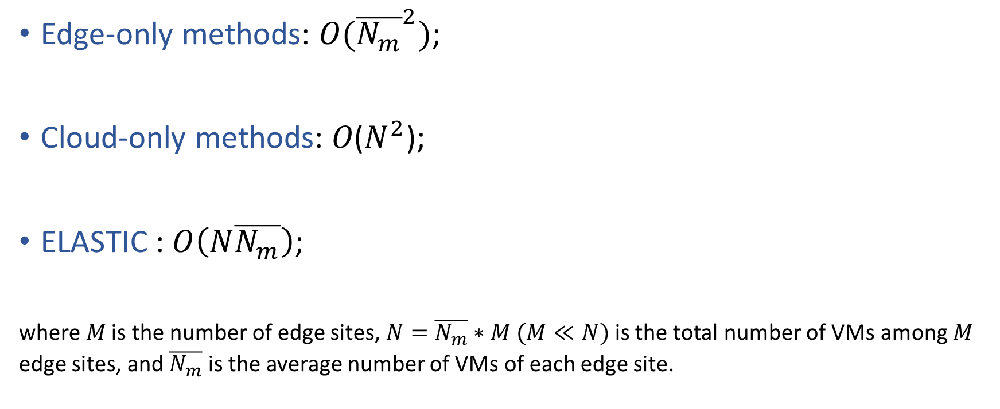 • Edge-only methods: $O(\overline{N_m}^2)$;
• Cloud-only methods: $O(N^2)$;
• ELASTIC : $O(N\overline{N_m})$;
where $M$ is the number of edge sites, $N = \overline{N_m} * M \ (M \ll N)$ is the total number of VMs among $M$
edge sites, and $\overline{N_m}$ is the average number of VMs of each edge site.